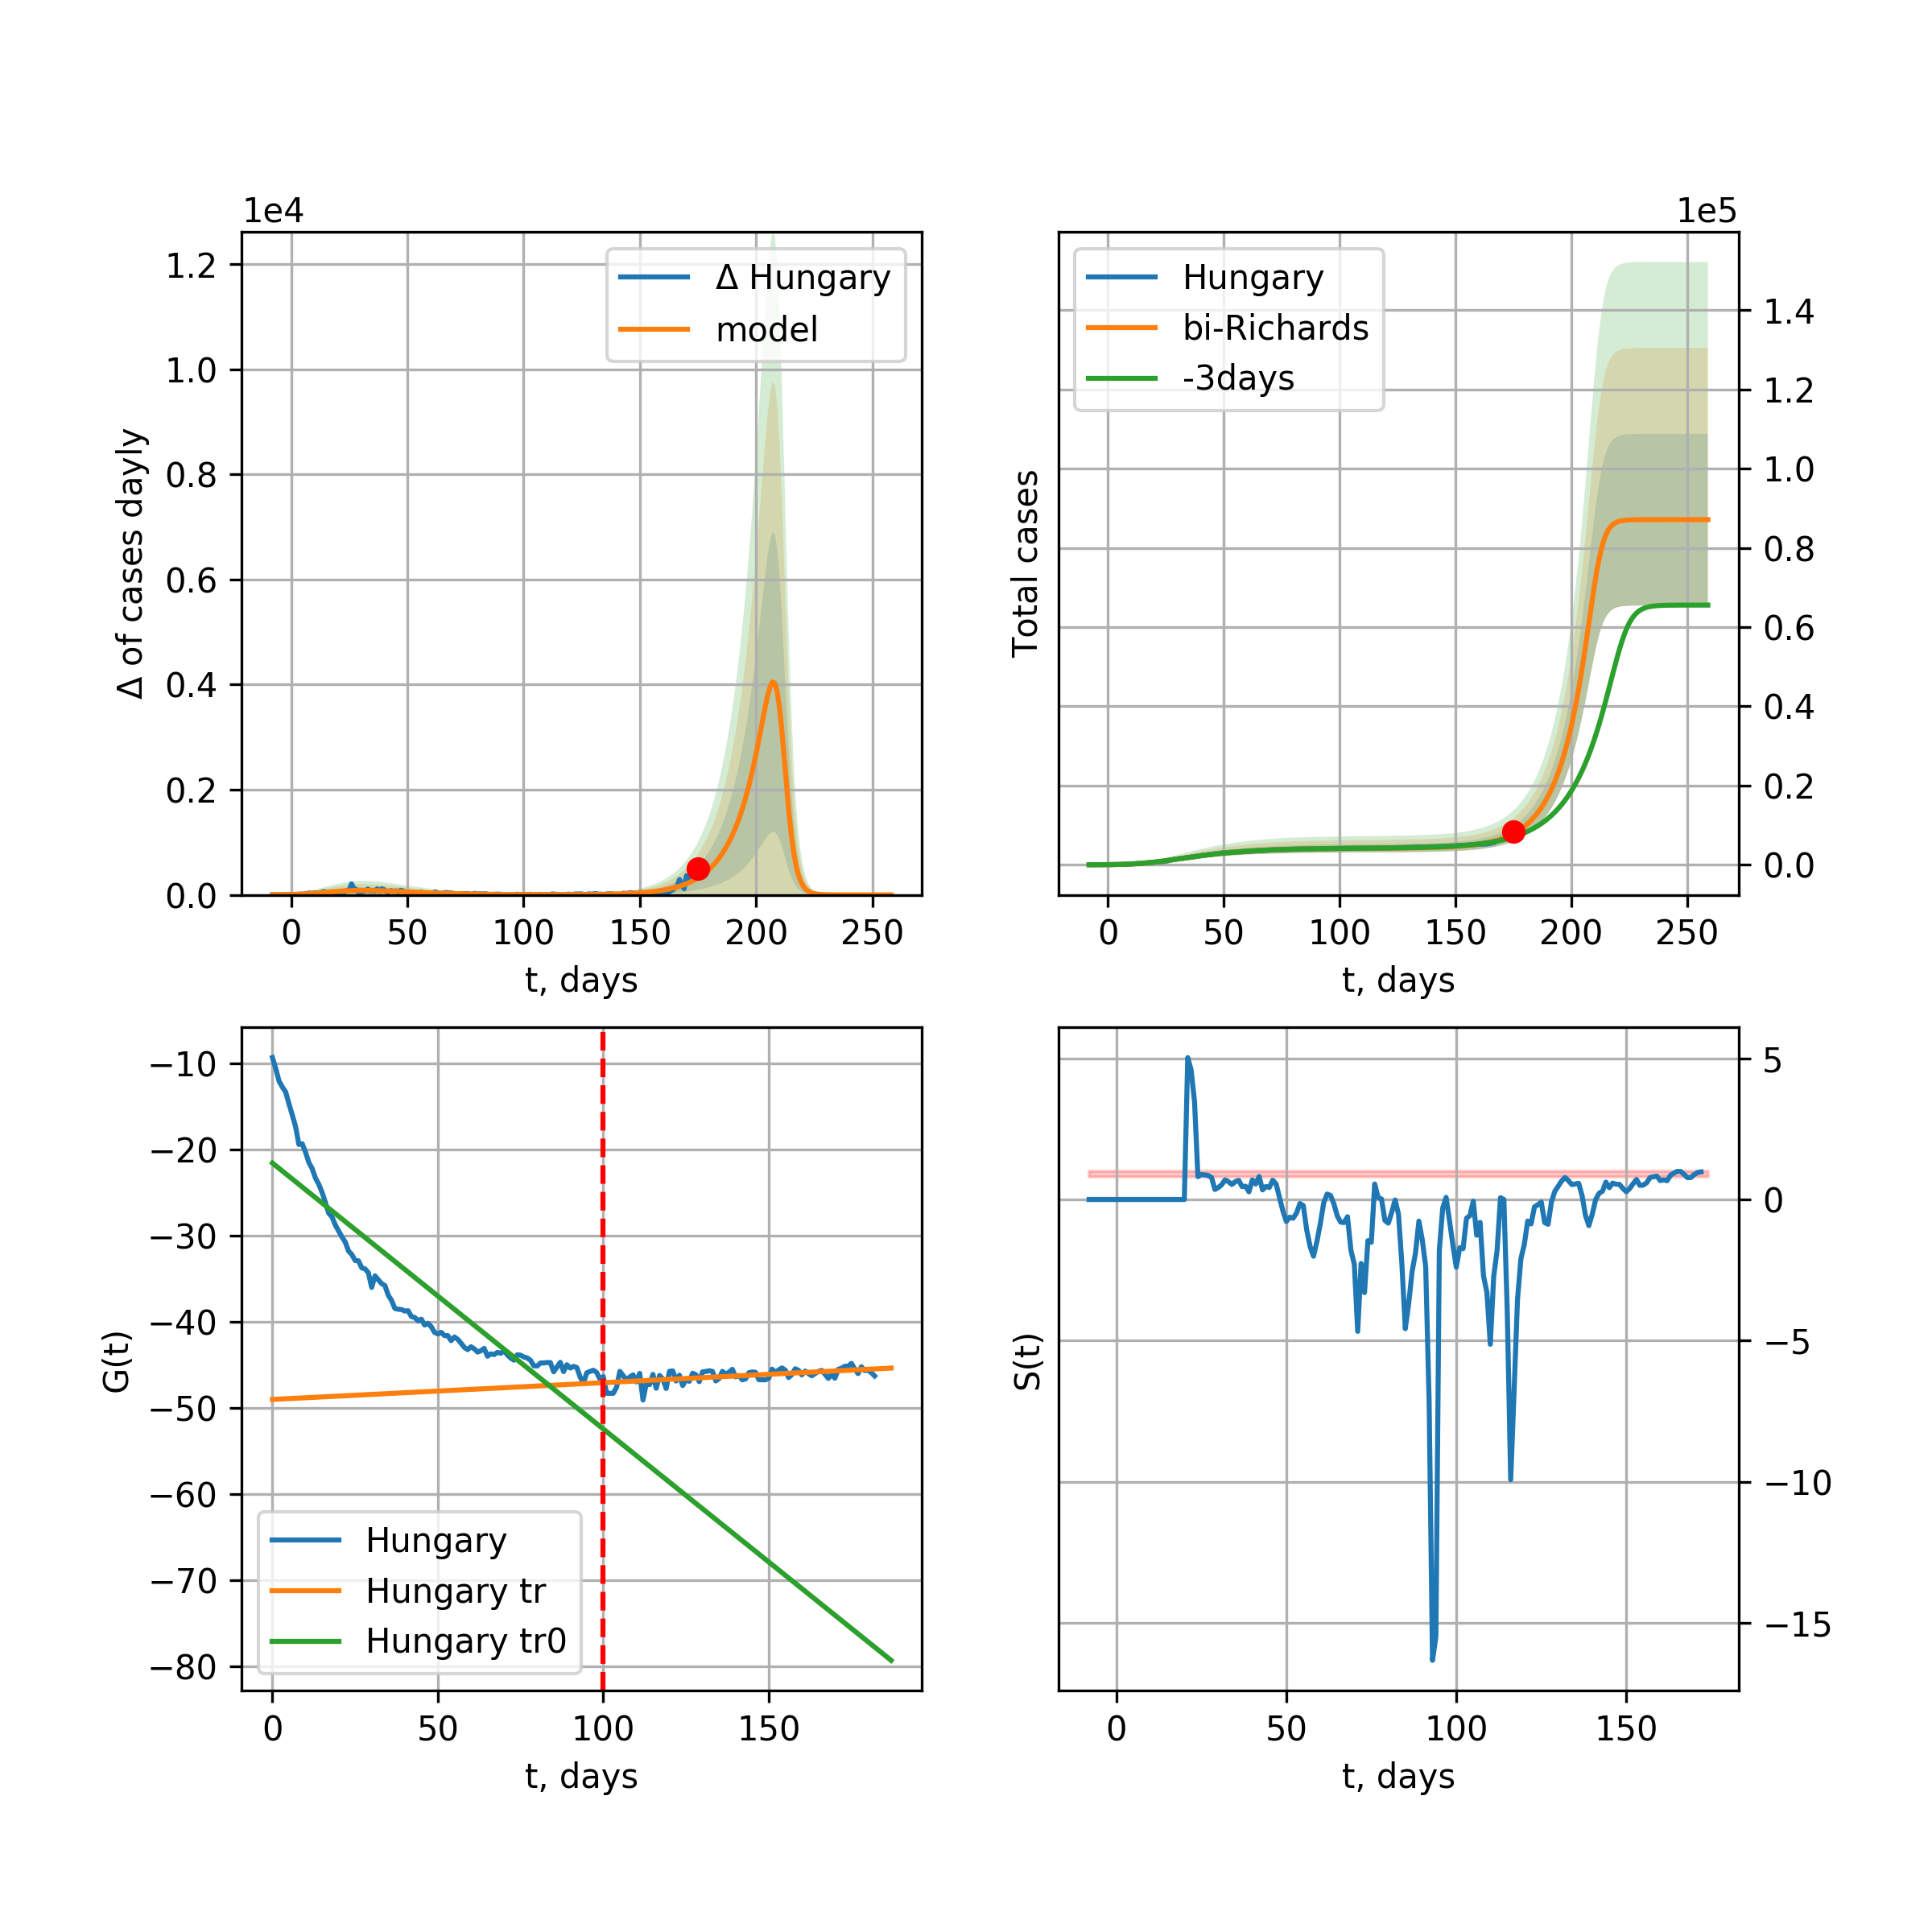 1e4
1.2
1.0
0.8
0.6
0.4
0.2
0.0
Δ of cases dayly
0 50 100 150 200 250
t, days
Δ Hungary
model
1e5
Hungary
bi-Richards
-3days
Total cases
1.4
1.2
1.0
0.8
0.6
0.4
0.2
0.0
0 50 100 150 200 250
t, days
−10
−20
−30
−40
−50
−60
−70
−80
G(t)
Hungary
Hungary tr
Hungary tr0
0 50 100 150
t, days
S(t)
5
0
−5
−10
−15
0 50 100 150
t, days